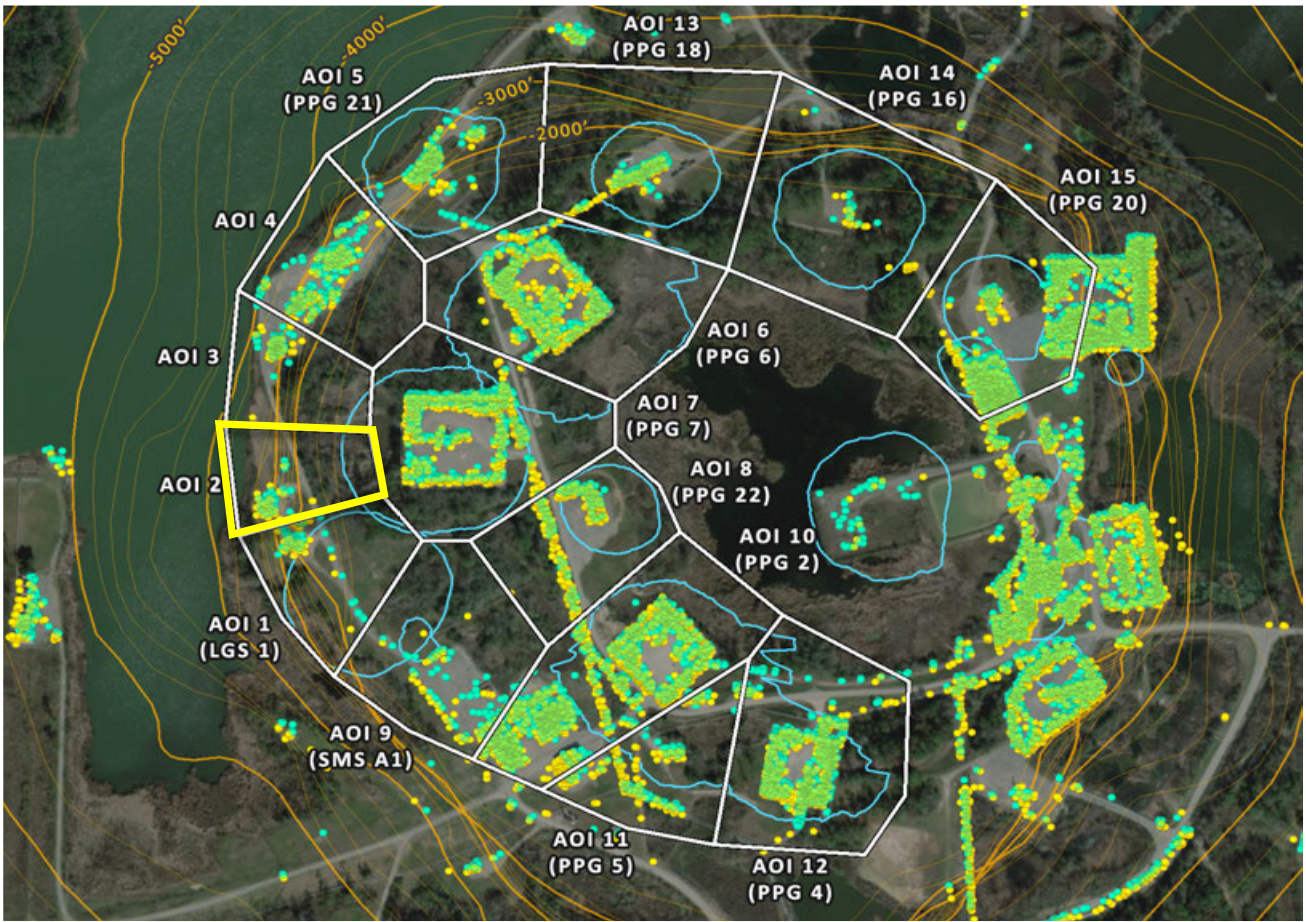 AOI 13
(PPG 18)
-5000'
-4000'
AOI 5
(PPG 21)
AOI 14
(PPG 16)
-3000'
-2000'
AOI 15
(PPG 20)
AOI 4
AOI 6
(PPG 6)
AOI 3
AOI 7
(PPG 7)
AOI 8
(PPG 22)
AOI 2
AOI 10
(PPG 2)
AOI 1
(LGS 1)
AOI 9
(SMS A1)
AOI 11
(PPG 5)
AOI 12
(PPG 4)